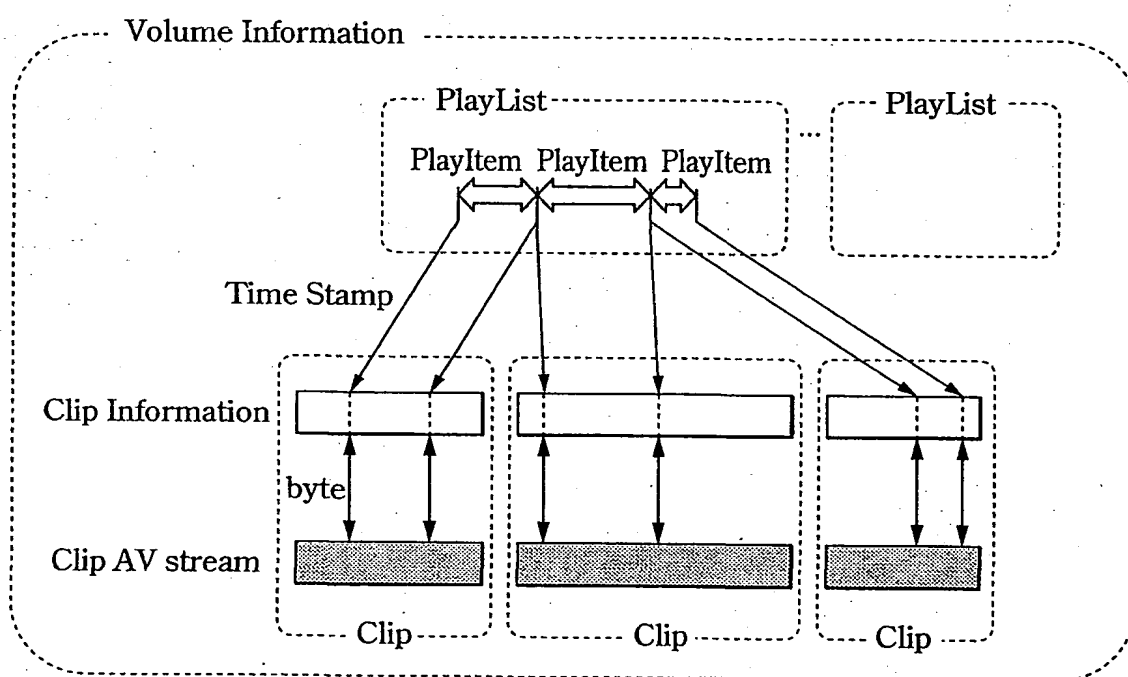 Volume Information
PlayList
PlayList
...
PlayItem PlayItem PlayItem
Time Stamp
Clip Information
byte
Clip AV stream
Clip
Clip
Clip